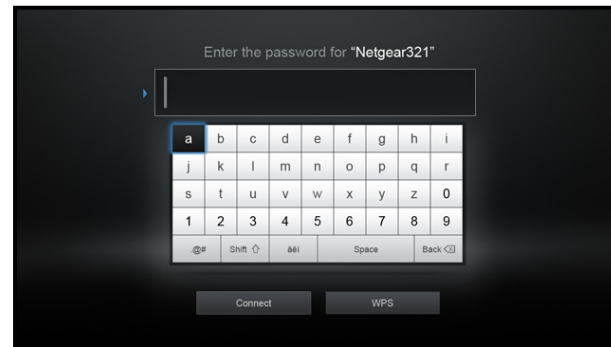 Enter the password for "Netgear321"
a b c d e f g h i
j k l m n o p q r
s t u v w x y z 0
1 2 3 4 5 6 7 8 9
.@# Shift âëí Space Back
Connect WPS